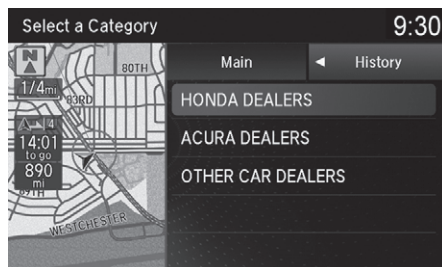 Select a Category
9:30
N
80TH
Main
◄ History
1/4mi
83RD
HONDA DEALERS
4
14:01
to go
890
mi
ACURA DEALERS
OTHER CAR DEALERS
WESTCHESTER